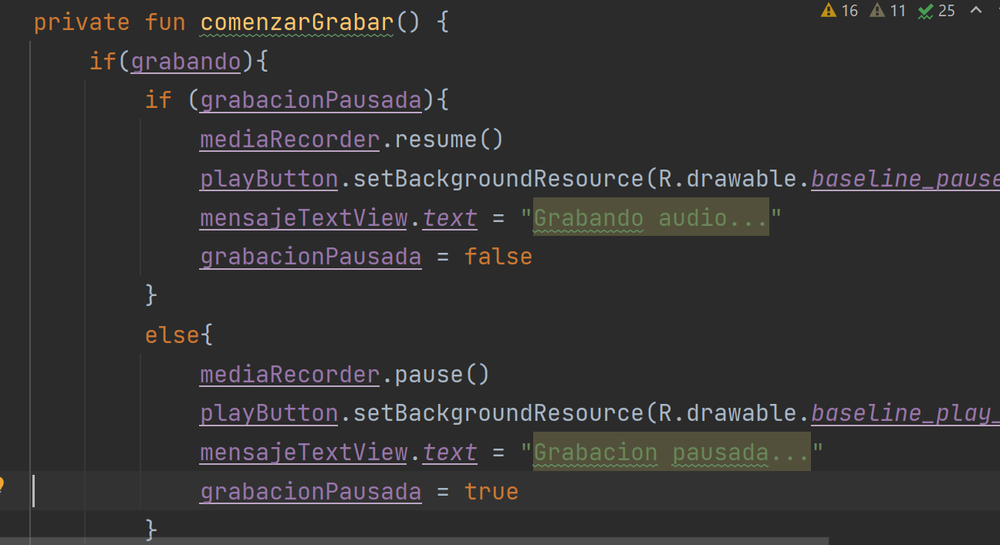 private fun comenzarGrabar() {
16 11 25
if(grabando){
if (grabacionPausada){
mediaRecorder.resume()
playButton.setBackgroundResource(R.drawable.baseline_pause
mensajeTextView.text = "Grabando audio..."
grabacionPausada = false
}
else{
mediaRecorder.pause()
playButton.setBackgroundResource(R.drawable.baseline_play_
mensajeTextView.text = "Grabacion pausada..."
grabacionPausada = true
}